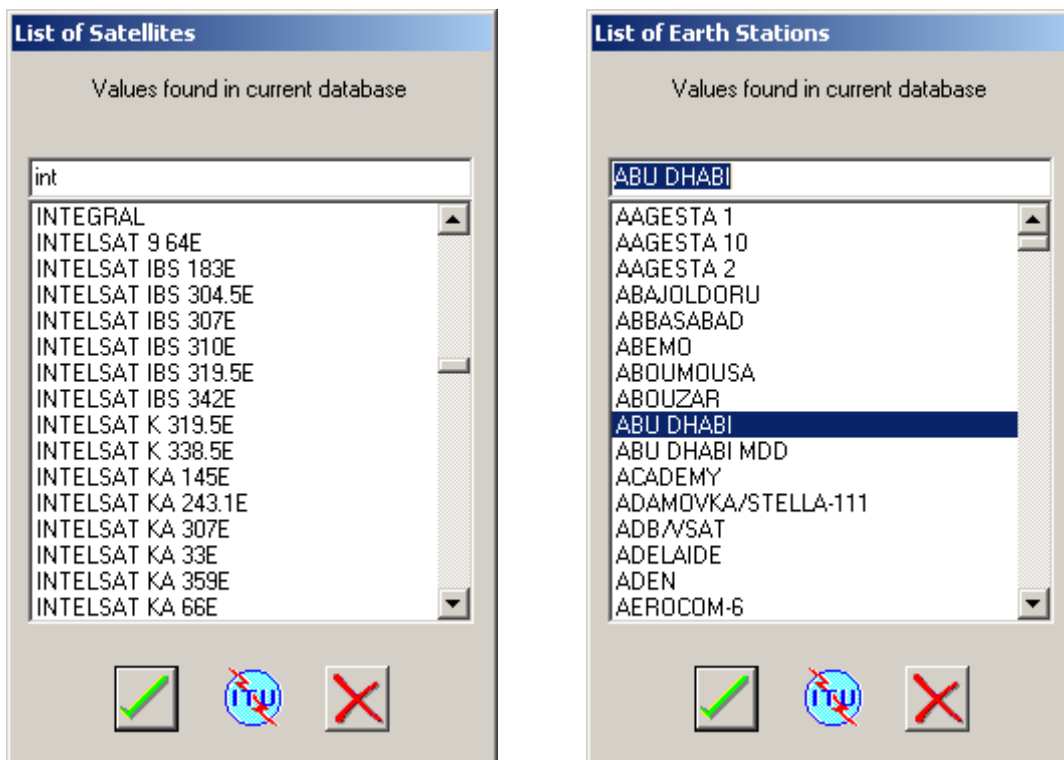 List of Satellites
Values found in current database
int
INTEGRAL
INTELSAT 9 64E
INTELSAT IBS 183E
INTELSAT IBS 304.5E
INTELSAT IBS 307E
INTELSAT IBS 310E
INTELSAT IBS 319.5E
INTELSAT IBS 342E
INTELSAT K 319.5E
INTELSAT K 338.5E
INTELSAT KA 145E
INTELSAT KA 243.1E
INTELSAT KA 307E
INTELSAT KA 33E
INTELSAT KA 359E
INTELSAT KA 66E
ITU
List of Earth Stations
Values found in current database
ABU DHABI
AAGESTA 1
AAGESTA 10
AAGESTA 2
ABAJOLDORU
ABBASABAD
ABEMO
ABOUMOUSA
ABOUZAR
ABU DHABI
ABU DHABI MDD
ACADEMY
ADAMOVKA/STELLA-111
ADB/VSAT
ADELAIDE
ADEN
AEROCOM-6
ITU